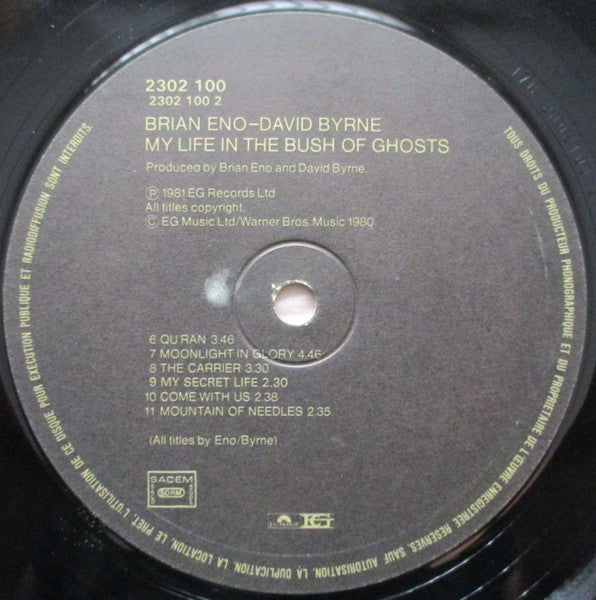 2302 100
2302 100 2
BRIAN ENO–DAVID BYRNE
MY LIFE IN THE BUSH OF GHOSTS
Produced by Brian Eno and David Byrne.
Ⓟ 1981 EG Records Ltd
All titles copyright.
© EG Music Ltd/Warner Bros. Music 1980
6 QU'RAN 3.46
7 MOONLIGHT IN GLORY 4.46
8 THE CARRIER 3.30
9 MY SECRET LIFE 2.30
10 COME WITH US 2.38
11 MOUNTAIN OF NEEDLES 2.35
(All titles by Eno/Byrne)
SACEM
SDRM
polydor EG
TOUS DROITS DU PRODUCTEUR PHONOGRAPHIQUE ET DU PROPRIETAIRE DE L'ŒUVRE ENREGISTREE RESERVES. SAUF AUTORISATION, LA DUPLICATION, LA LOCATION, LE PRET, L'UTILISATION DE CE DISQUE POUR EXECUTION PUBLIQUE ET RADIODIFFUSION SONT INTERDITS.